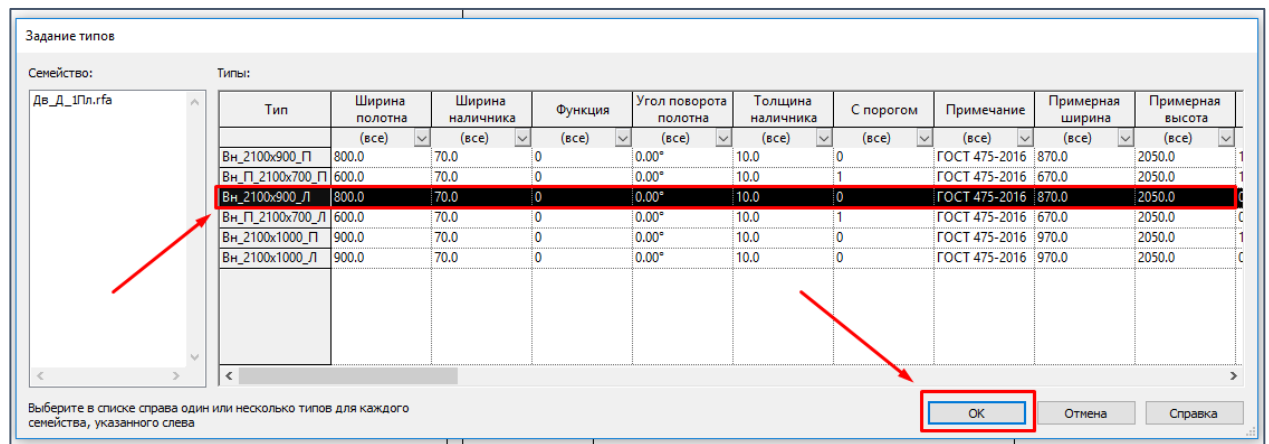 Задание типов
Семейство:
Типы:
Дв_Д_1Пл.rfa
Тип Ширина полотна Ширина наличника Функция Угол поворота полотна Толщина наличника С порогом Примечание Примерная ширина Примерная высота
(все) (все) (все) (все) (все) (все) (все) (все) (все)
Вн_2100x900_П 800.0 70.0 0 0.00° 10.0 0 ГОСТ 475-2016 870.0 2050.0 1
Вн_П_2100x700_П 600.0 70.0 0 0.00° 10.0 1 ГОСТ 475-2016 670.0 2050.0 1
Вн_2100x900_Л 800.0 70.0 0 0.00° 10.0 0 ГОСТ 475-2016 870.0 2050.0 0
Вн_П_2100x700_Л 600.0 70.0 0 0.00° 10.0 1 ГОСТ 475-2016 670.0 2050.0 0
Вн_2100x1000_П 900.0 70.0 0 0.00° 10.0 0 ГОСТ 475-2016 970.0 2050.0 1
Вн_2100x1000_Л 900.0 70.0 0 0.00° 10.0 0 ГОСТ 475-2016 970.0 2050.0 0
Выберите в списке справа один или несколько типов для каждого
семейства, указанного слева
OK Отмена Справка